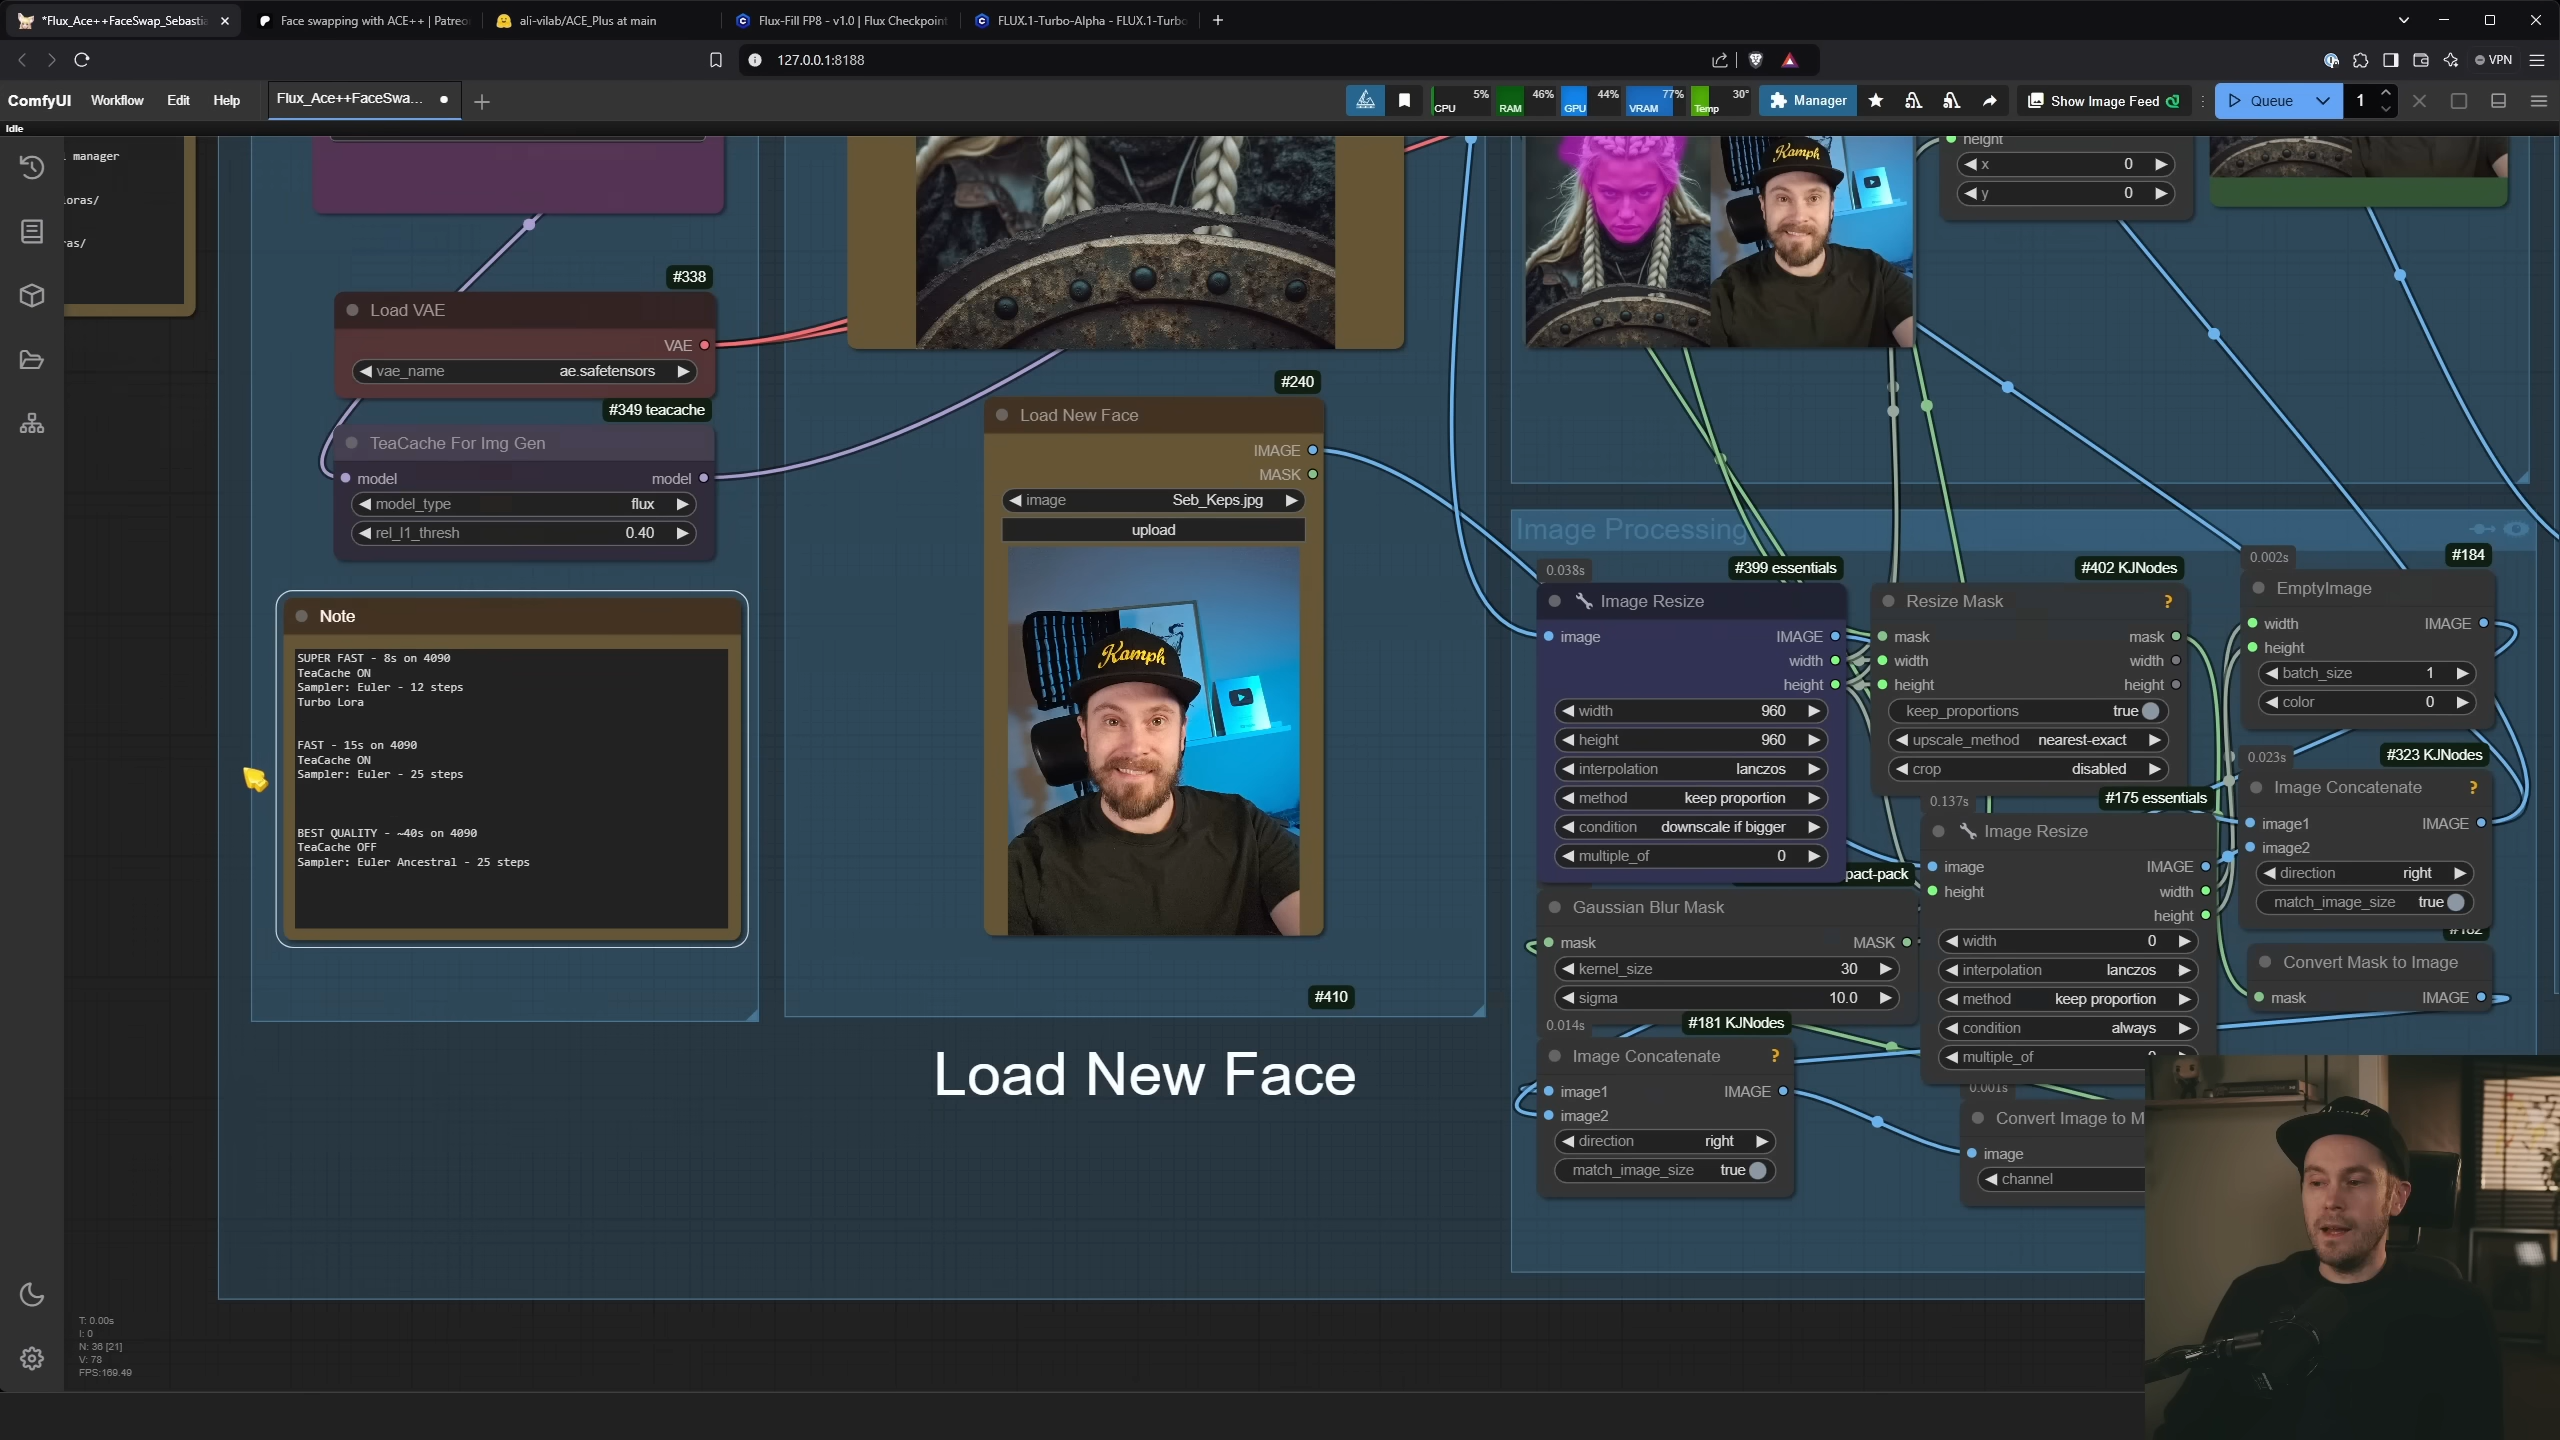 *Flux_Ace++FaceSwap_Sebastia
Face swapping with ACE++ | Patreo
ali-vilab/ACE_Plus at main
Flux-Fill FP8 - v1.0 | Flux Checkpoint
FLUX.1-Turbo-Alpha - FLUX.1-Turbo
127.0.0.1:8188
VPN
ComfyUI
Workflow
Edit
Help
Flux_Ace++FaceSwa...
CPU 5%
RAM 46%
GPU 44%
VRAM 77%
Temp 30°
Manager
Show Image Feed
Queue
1
Idle
manager
loras/
ras/
#338
Load VAE
VAE
vae_name ae.safetensors
#349 teacache
TeaCache For Img Gen
model model
model_type flux
rel_l1_thresh 0.40
Note
SUPER FAST - 8s on 4090
TeaCache ON
Sampler: Euler - 12 steps
Turbo Lora
FAST - 15s on 4090
TeaCache ON
Sampler: Euler - 25 steps
BEST QUALITY - ~40s on 4090
TeaCache OFF
Sampler: Euler Ancestral - 25 steps
#240
Load New Face
IMAGE
MASK
image Seb_Keps.jpg
upload
Kamph
#410
Load New Face
Kamph
height
x 0
y 0
Image Processing
0.038s
#399 essentials
Image Resize
image IMAGE
width
height
width 960
height 960
interpolation lanczos
method keep proportion
condition downscale if bigger
multiple_of 0
#402 KJNodes
Resize Mask ?
mask mask
width width
height height
keep_proportions true
upscale_method nearest-exact
crop disabled
0.002s
#184
EmptyImage
width IMAGE
height
batch_size 1
color 0
0.023s
#323 KJNodes
Image Concatenate ?
image1 IMAGE
image2
direction right
match_image_size true
0.137s
#175 essentials
Image Resize
image IMAGE
height width
height
width 0
interpolation lanczos
method keep proportion
condition always
multiple_of
pact-pack
Gaussian Blur Mask
mask MASK
kernel_size 30
sigma 10.0
#182
Convert Mask to Image
mask IMAGE
0.014s
#181 KJNodes
Image Concatenate ?
image1 IMAGE
image2
direction right
match_image_size true
0.001s
Convert Image to M
image
channel
T: 0.00s
I: 0
N: 36 [21]
V: 78
FPS:169.49